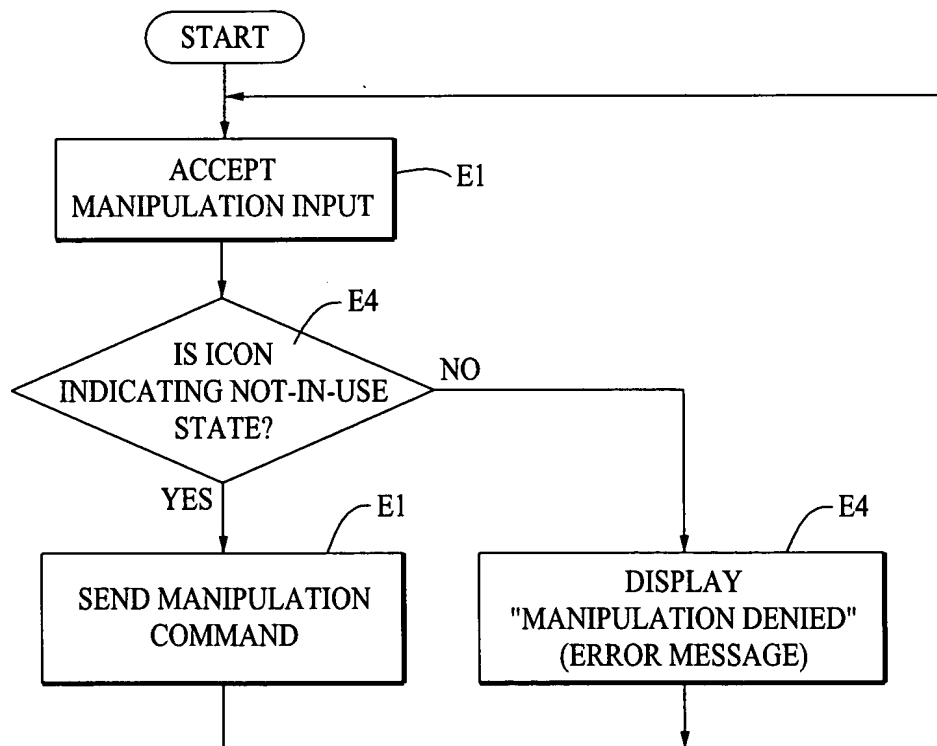 START
ACCEPT
MANIPULATION INPUT
E1
E4
IS ICON
INDICATING NOT-IN-USE
STATE?
NO
YES
E1
SEND MANIPULATION
COMMAND
E4
DISPLAY
"MANIPULATION DENIED"
(ERROR MESSAGE)